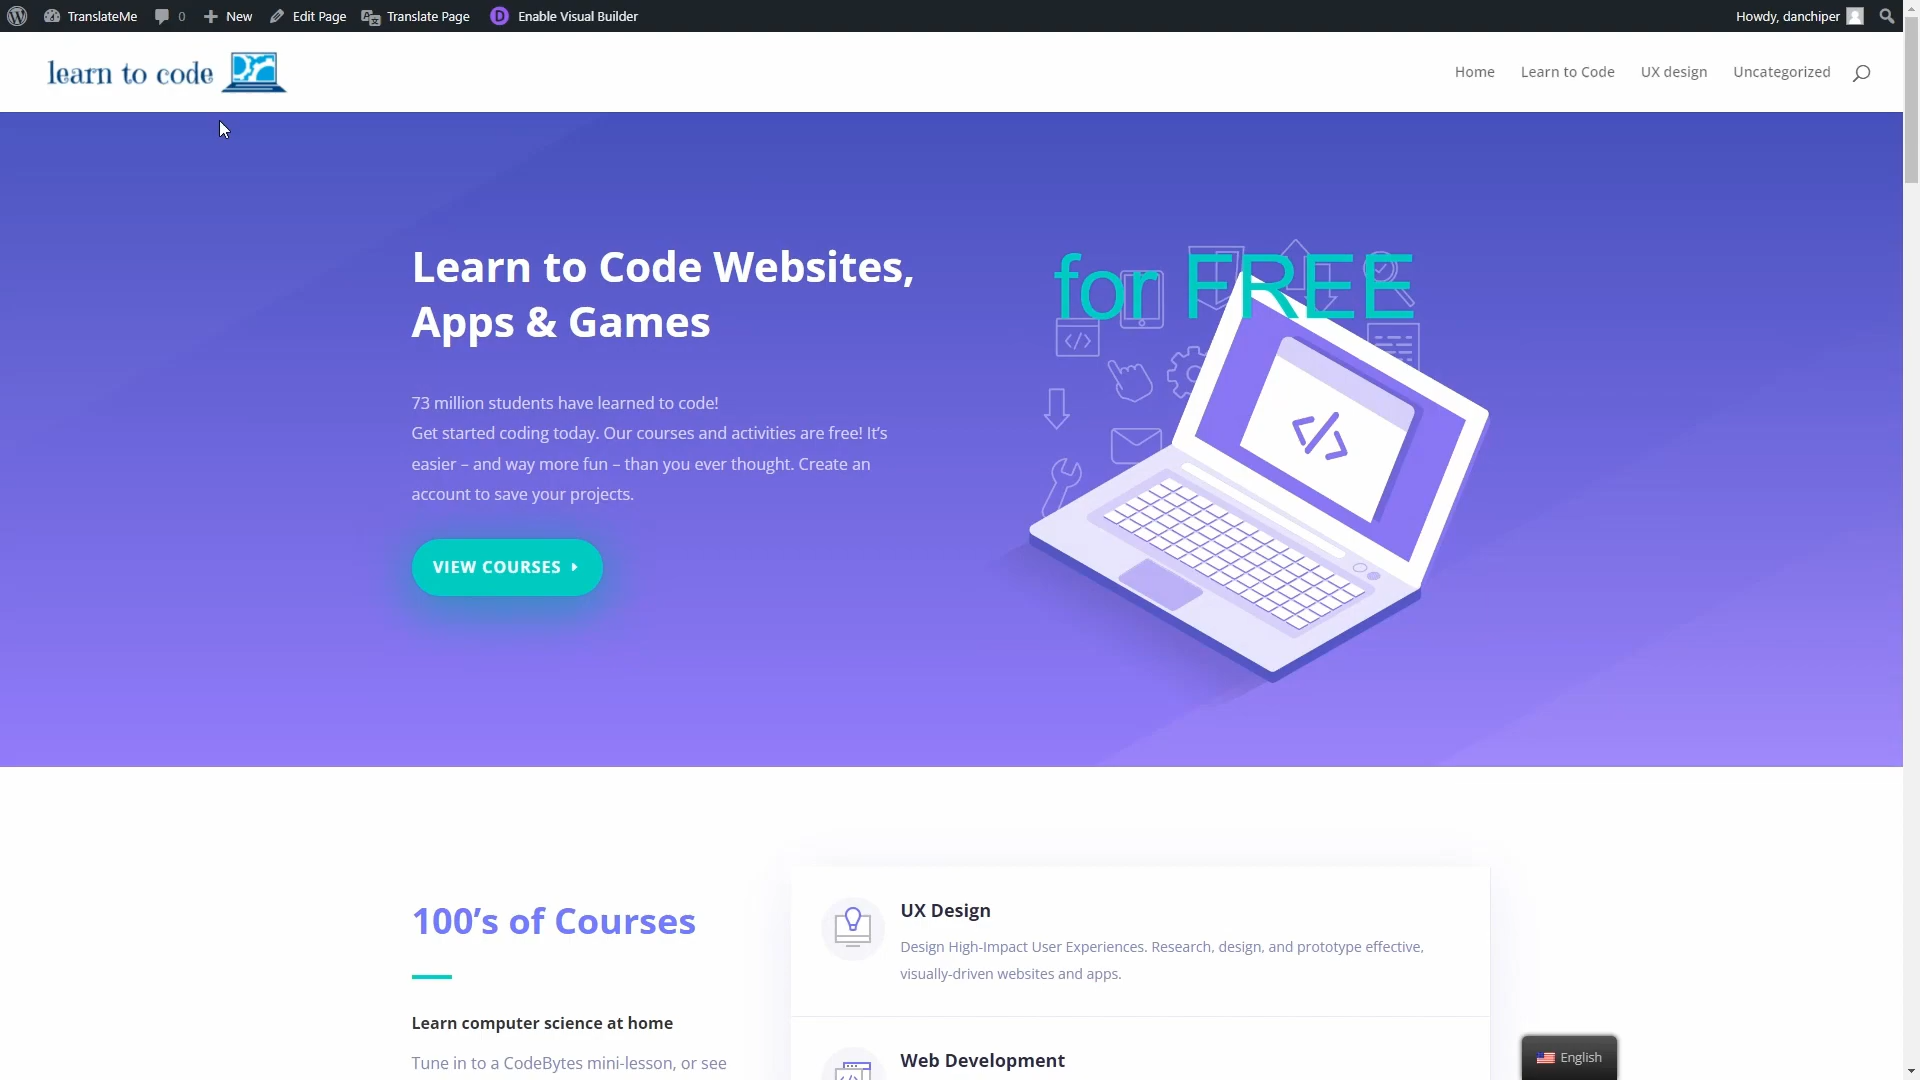 TranslateMe 0 New Edit Page Translate Page D Enable Visual Builder Howdy, danchiper
learn to code
Home Learn to Code UX design Uncategorized
Learn to Code Websites,
Apps & Games
for FREE
</>
</>
73 million students have learned to code!
Get started coding today. Our courses and activities are free! It’s
easier – and way more fun – than you ever thought. Create an
account to save your projects.
VIEW COURSES
100’s of Courses
Learn computer science at home
Tune in to a CodeBytes mini-lesson, or see
UX Design
Design High-Impact User Experiences. Research, design, and prototype effective,
visually-driven websites and apps.
Web Development
English